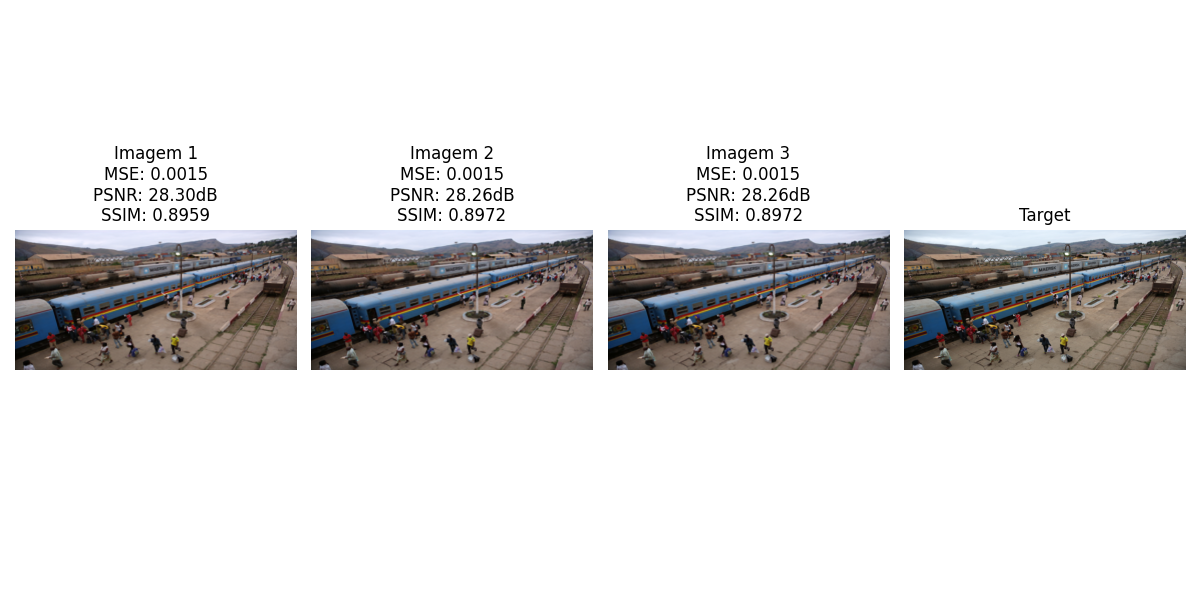 Imagem 1
MSE: 0.0015
PSNR: 28.30dB
SSIM: 0.8959
Imagem 2
MSE: 0.0015
PSNR: 28.26dB
SSIM: 0.8972
Imagem 3
MSE: 0.0015
PSNR: 28.26dB
SSIM: 0.8972
Target